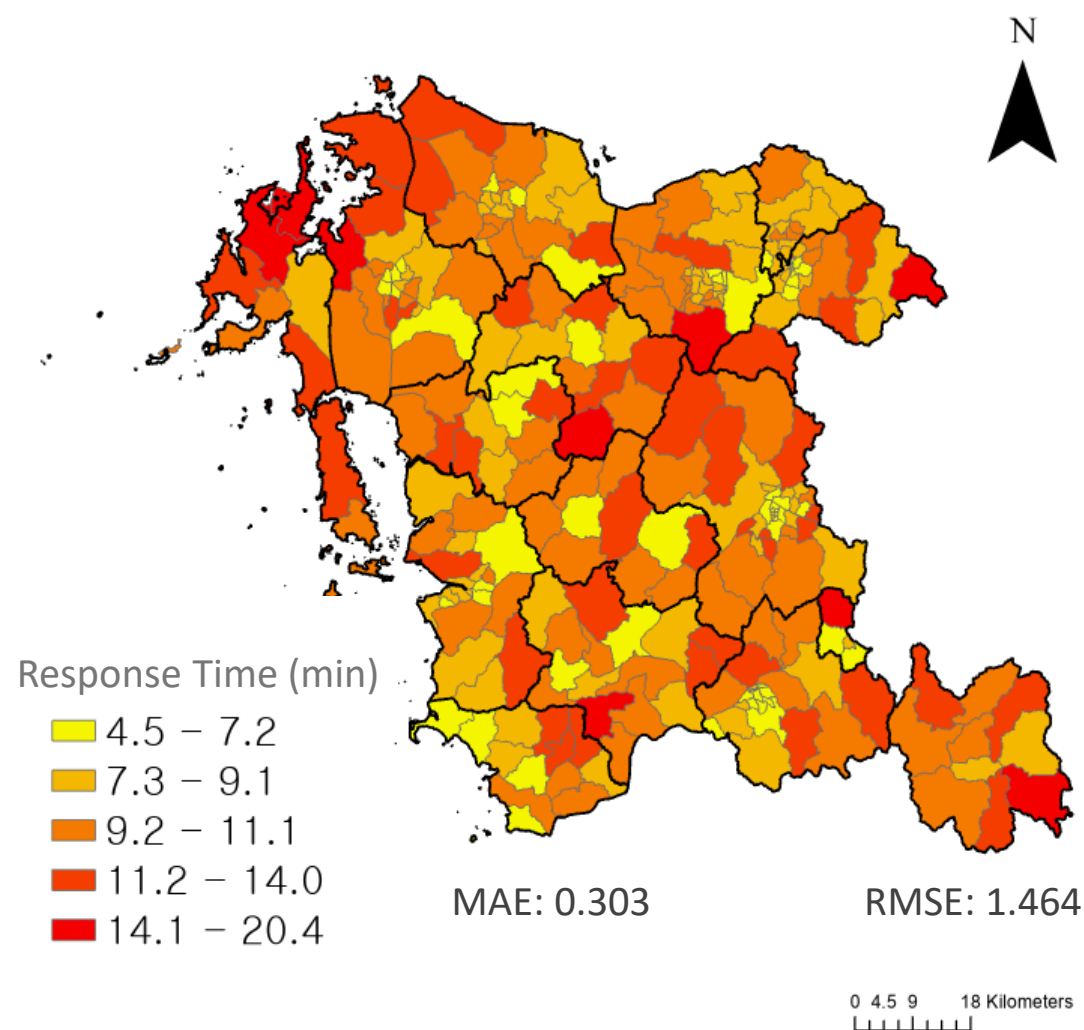 N
Response Time (min)
4.5 – 7.2
7.3 – 9.1
9.2 – 11.1
11.2 – 14.0
14.1 – 20.4
MAE: 0.303
RMSE: 1.464
0 4.5 9 18 Kilometers